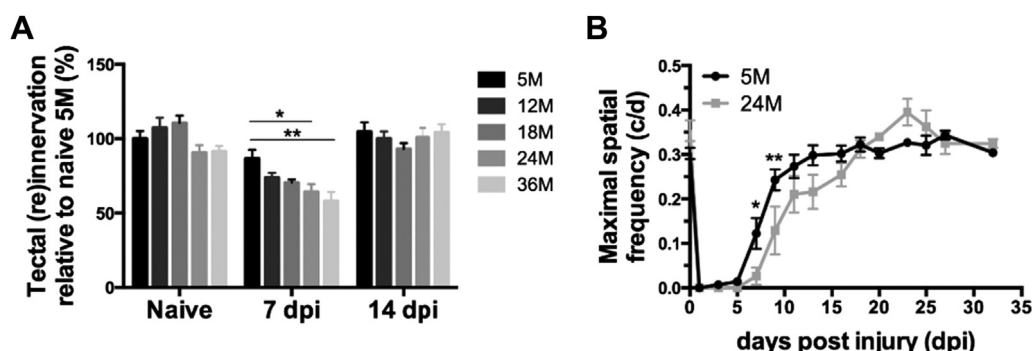 A
Tectal (re)innervation
relative to naive 5M (%)
150
100
50
0
*
**
Naive
7 dpi
14 dpi
5M
12M
18M
24M
36M
B
Maximal spatial
frequency (c/d)
0.5
0.4
0.3
0.2
0.1
0.0
5M
24M
*
**
0
5
10
15
20
25
30
35
days post injury (dpi)